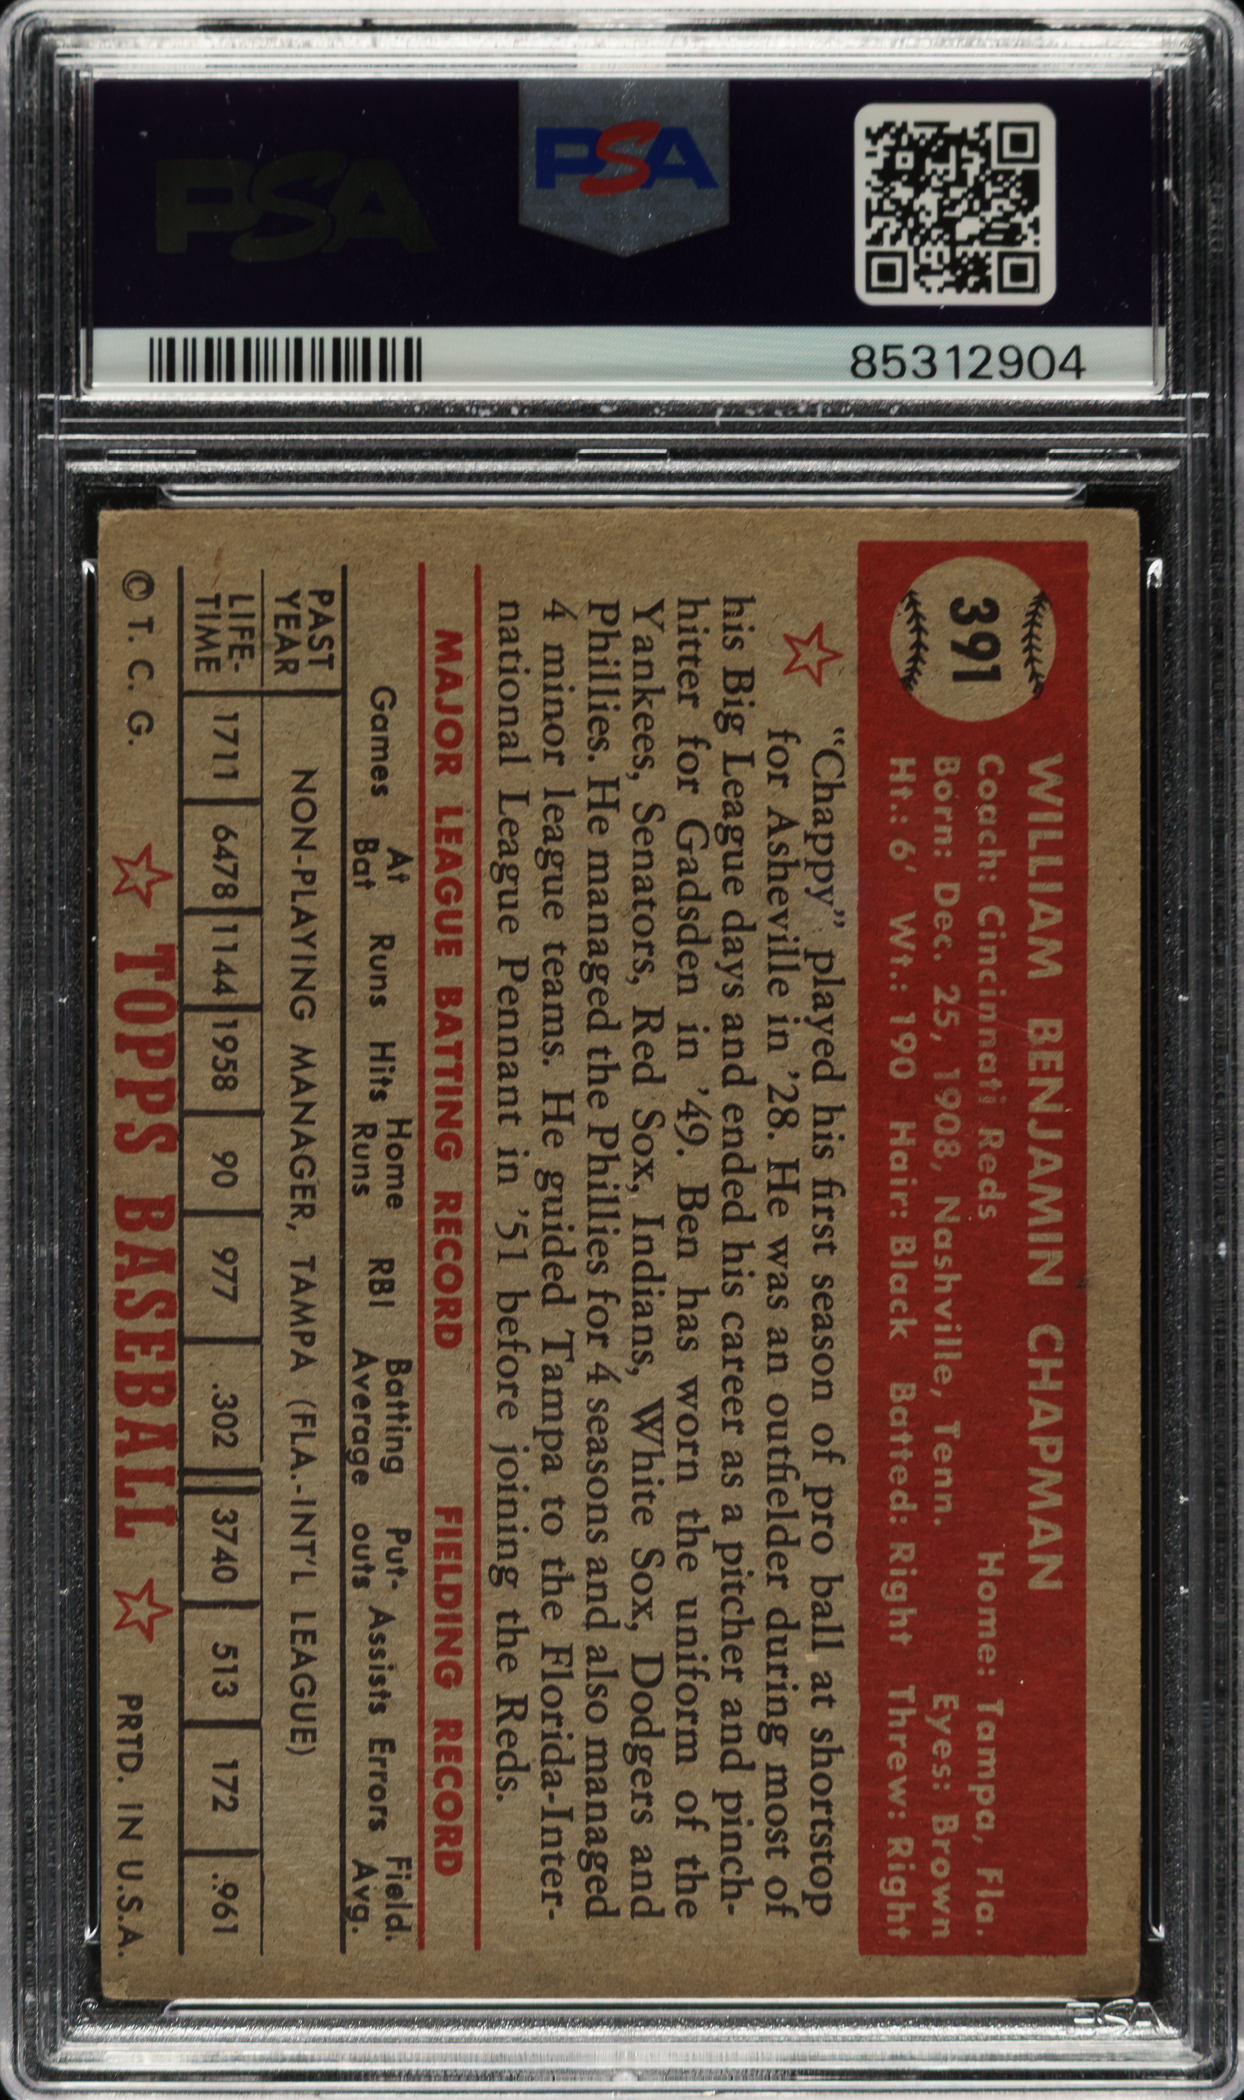 PSA
PSA
85312904
391
WILLIAM BENJAMIN CHAPMAN
Coach: Cincinnati Reds Home: Tampa, Fla.
Born: Dec. 25, 1908, Nashville, Tenn. Eyes: Brown
Ht.: 6' Wt.: 190 Hair: Black Batted: Right Threw: Right
"Chappy" played his first season of pro ball at shortstop
for Asheville in '28. He was an outfielder during most of
his Big League days and ended his career as a pitcher and pinch-
hitter for Gadsden in '49. Ben has worn the uniform of the
Yankees, Senators, Red Sox, Indians, White Sox, Dodgers and
Phillies. He managed the Phillies for 4 seasons and also managed
4 minor league teams. He guided Tampa to the Florida-Inter-
national League Pennant in '51 before joining the Reds.
MAJOR LEAGUE BATTING RECORD FIELDING RECORD
Games At Bat Runs Hits Home Runs RBI Batting Average Put-outs Assists Errors Field. Avg.
PAST YEAR NON-PLAYING MANAGER, TAMPA (FLA.-INT'L LEAGUE)
LIFE-TIME 1711 6478 1144 1958 90 977 .302 3740 513 172 .961
© T. C. G. TOPPS BASEBALL PRTD. IN U.S.A.
PSA